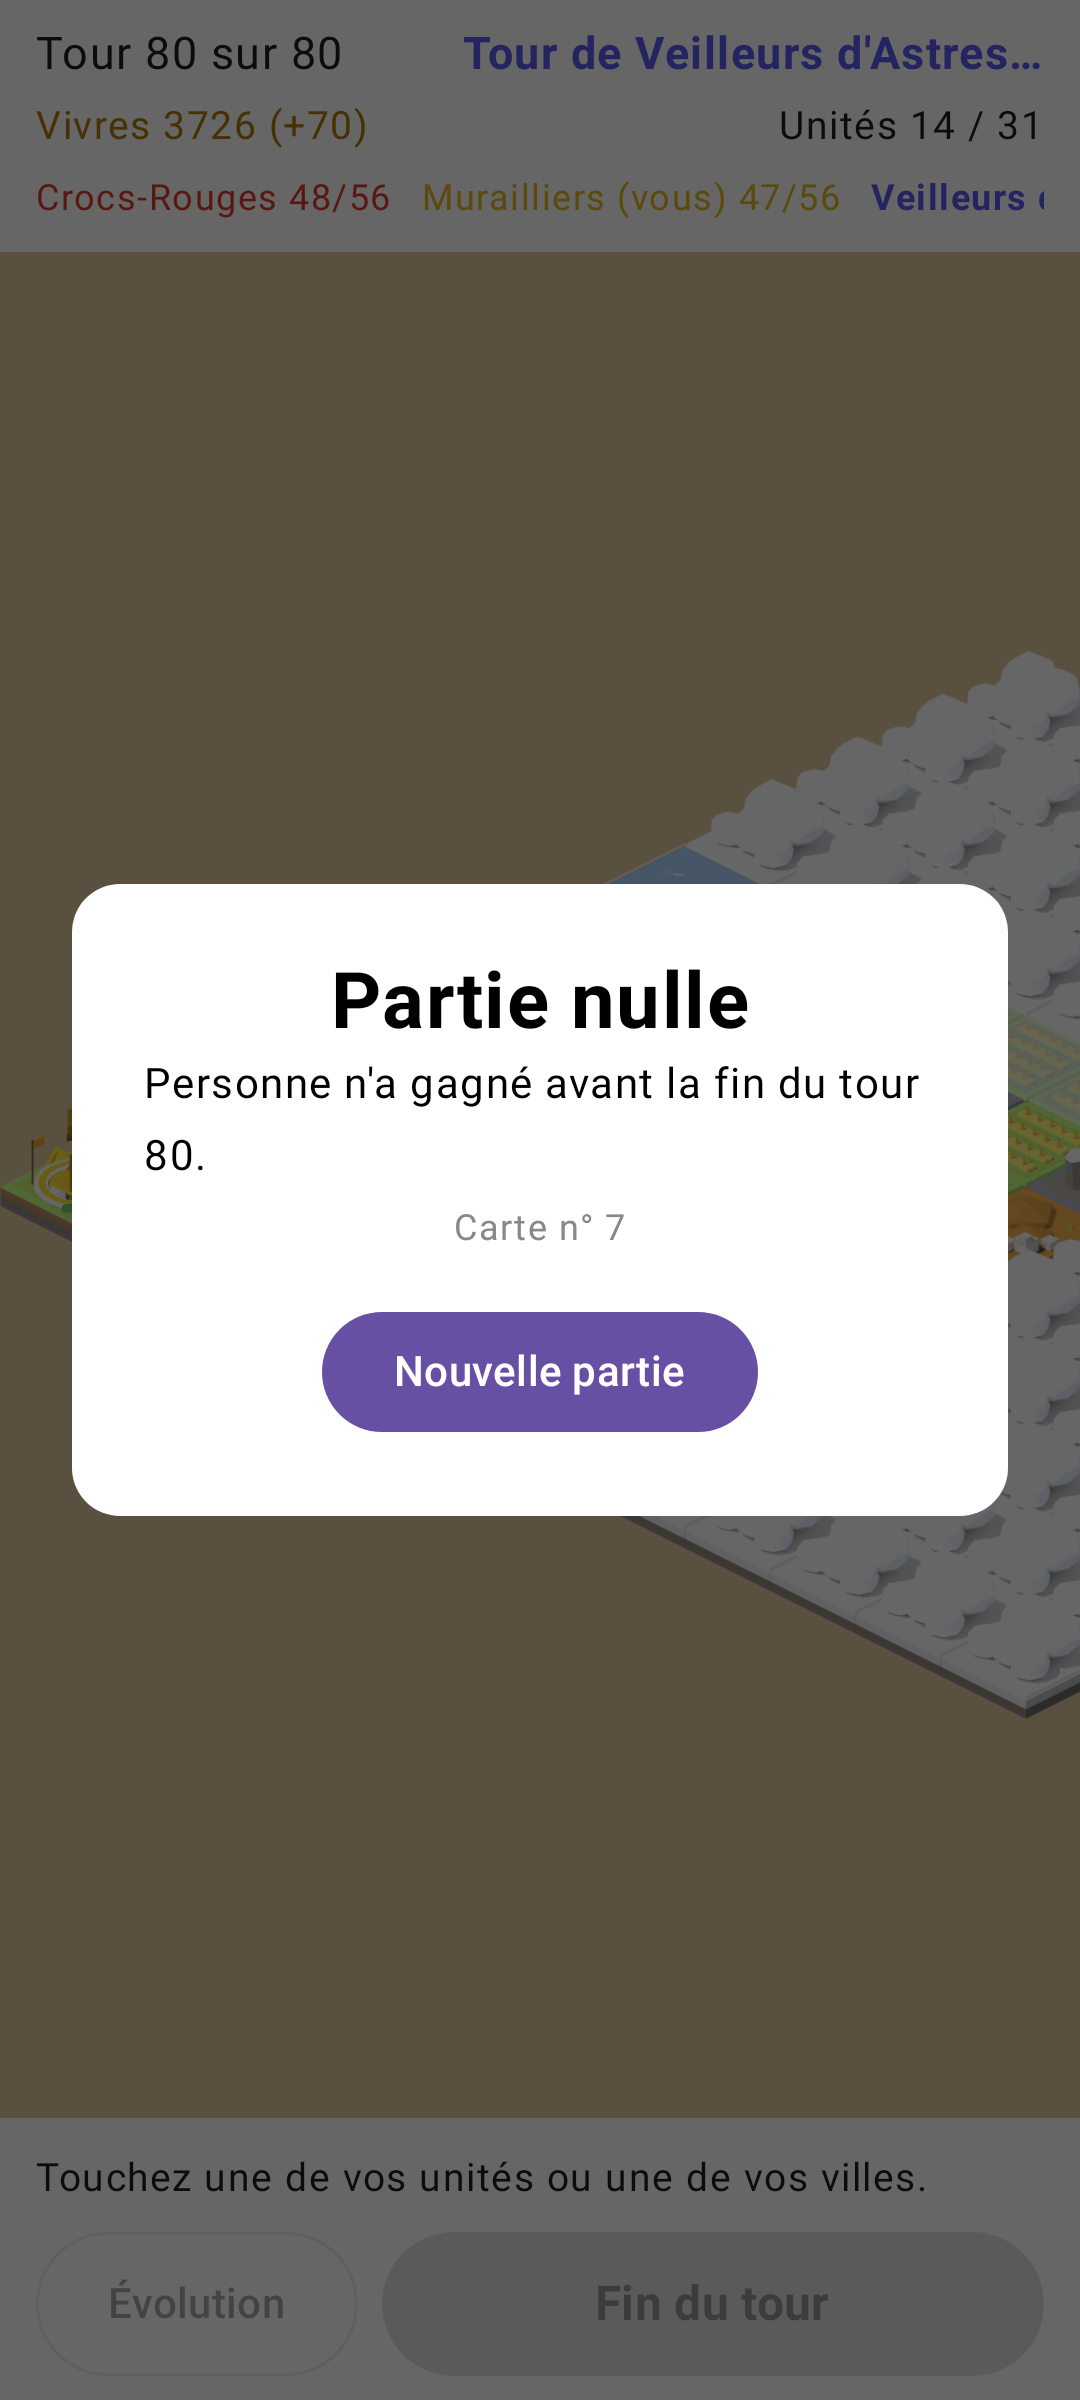 Tour 80 sur 80
Tour de Veilleurs d'Astres…
Vivres 3726 (+70)
Unités 14 / 31
Crocs-Rouges 48/56 Murailliers (vous) 47/56 Veilleurs
Partie nulle
Personne n'a gagné avant la fin du tour
80.
Carte n° 7
Nouvelle partie
Touchez une de vos unités ou une de vos villes.
Évolution
Fin du tour